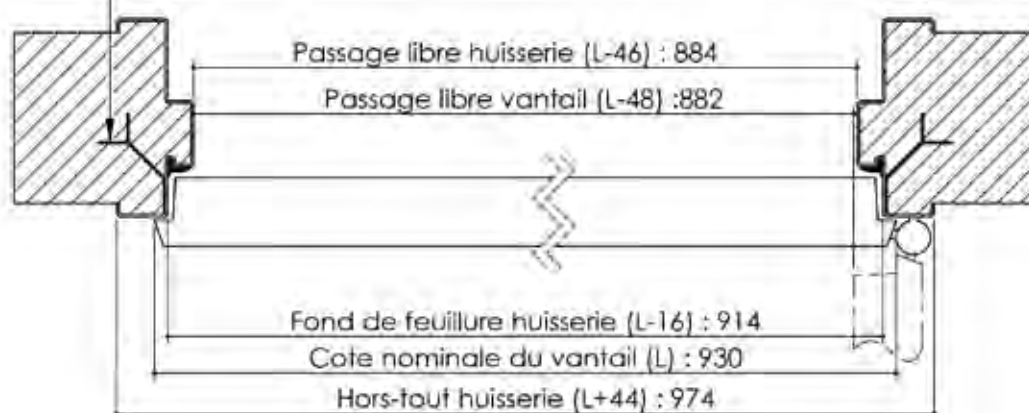 Passage libre huisserie (L-46) : 884
Passage libre vantail (L-48) :882
Fond de feuillure huisserie (L-16) : 914
Cote nominale du vantail (L) : 930
Hors-tout huisserie (L+44) : 974